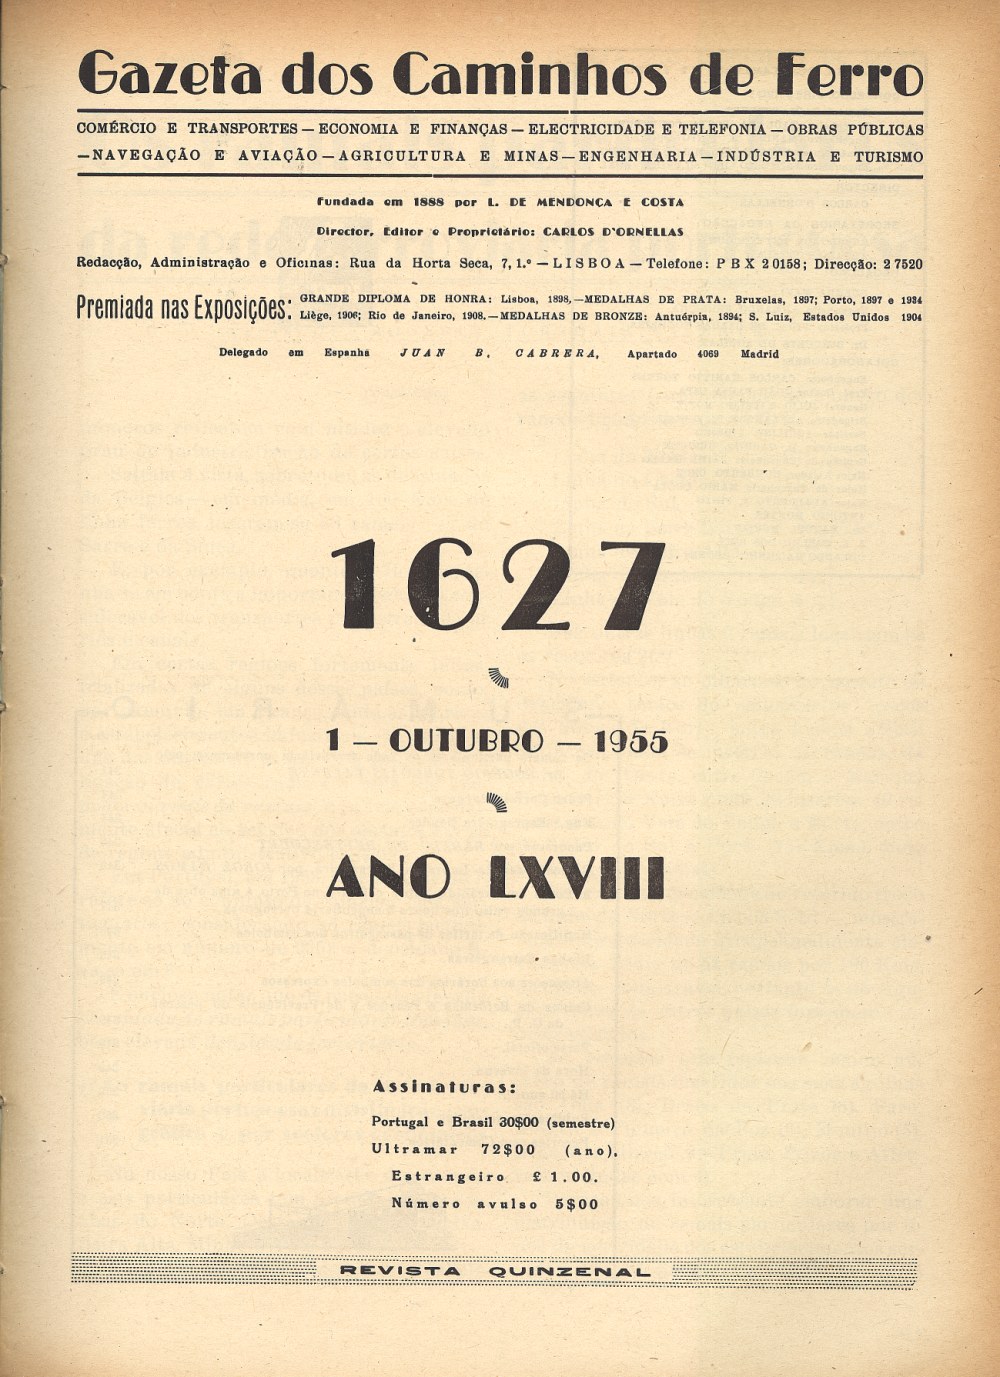 Gazeta dos Caminhos de Ferro
COMÉRCIO E TRANSPORTES — ECONOMIA E FINANÇAS — ELECTRICIDADE E TELEFONIA — OBRAS PÚBLICAS
—NAVEGAÇÃO E AVIAÇÃO — AGRICULTURA E MINAS — ENGENHARIA — INDÚSTRIA E TURISMO
Fundada em 1888 por L. DE MENDONÇA E COSTA
Director, Editor e Proprietário: CARLOS D'ORNELLAS
Redacção, Administração e Oficinas: Rua da Horta Seca, 7, 1.º — LISBOA — Telefone: PBX 20158; Direcção: 27520
Premiada nas Exposições:
GRANDE DIPLOMA DE HONRA: Lisboa, 1898, — MEDALHAS DE PRATA: Bruxelas, 1897; Porto, 1897 e 1934
Liège, 1906; Rio de Janeiro, 1908. — MEDALHAS DE BRONZE: Antuérpia, 1894; S. Luiz, Estados Unidos 1904
Delegado em Espanha JUAN B. CABRERA, Apartado 4069 Madrid
1627
1 — OUTUBRO — 1955
ANO LXVIII
Assinaturas:
Portugal e Brasil 30$00 (semestre)
Ultramar 72$00 (ano).
Estrangeiro £ 1.00.
Número avulso 5$00
REVISTA QUINZENAL